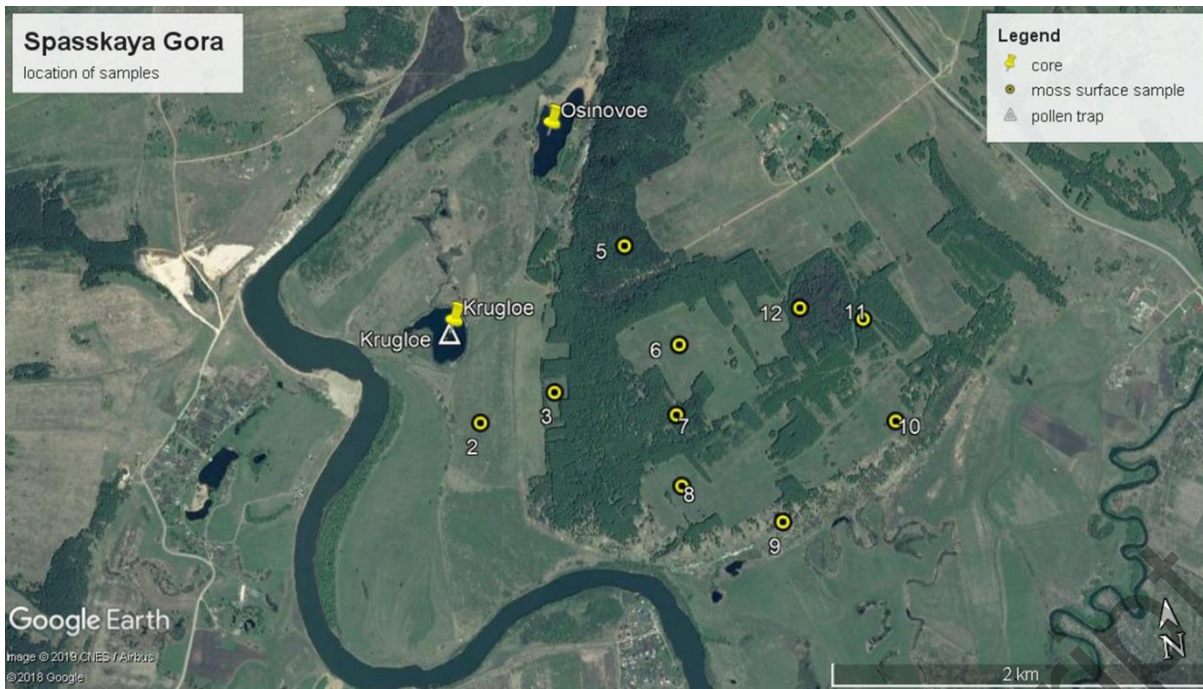 Spasskaya Gora
location of samples
Legend
core
moss surface sample
pollen trap
Osinovoe
5
12
11
Krugloe
Krugloe
6
3
7
10
2
8
9
Google Earth
Image © 2019 CNES / Airbus
© 2018 Google
N
2 km